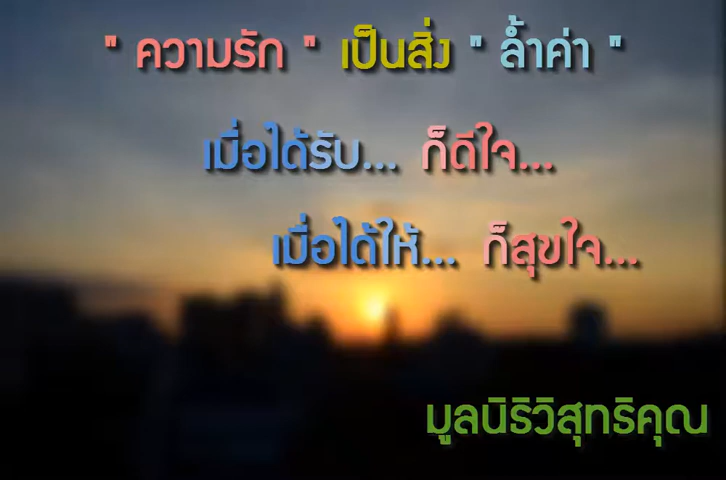 " ความรัก " เป็นสิ่ง " ล้ำค่า "
เมื่อได้รับ... ก็ดีใจ...
เมื่อได้ให้... ก็สุขใจ...
มูลนิธิวิสุทธิคุณ